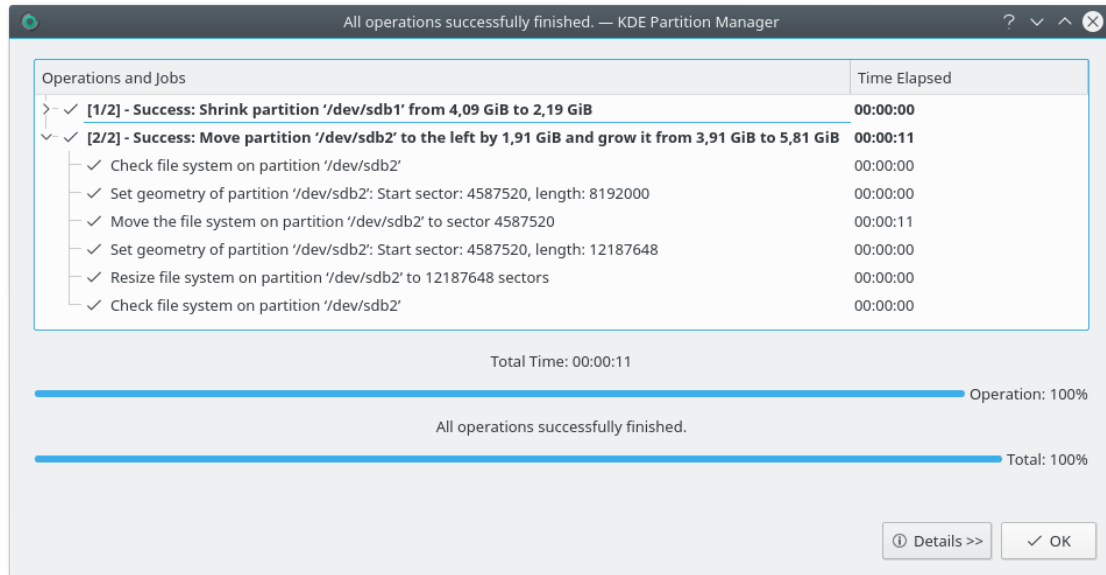 All operations successfully finished. — KDE Partition Manager
Operations and Jobs Time Elapsed
[1/2] - Success: Shrink partition ‘/dev/sdb1’ from 4,09 GiB to 2,19 GiB 00:00:00
[2/2] - Success: Move partition ‘/dev/sdb2’ to the left by 1,91 GiB and grow it from 3,91 GiB to 5,81 GiB 00:00:11
Check file system on partition ‘/dev/sdb2’ 00:00:00
Set geometry of partition ‘/dev/sdb2’: Start sector: 4587520, length: 8192000 00:00:00
Move the file system on partition ‘/dev/sdb2’ to sector 4587520 00:00:11
Set geometry of partition ‘/dev/sdb2’: Start sector: 4587520, length: 12187648 00:00:00
Resize file system on partition ‘/dev/sdb2’ to 12187648 sectors 00:00:00
Check file system on partition ‘/dev/sdb2’ 00:00:00
Total Time: 00:00:11
Operation: 100%
All operations successfully finished.
Total: 100%
Details >> OK